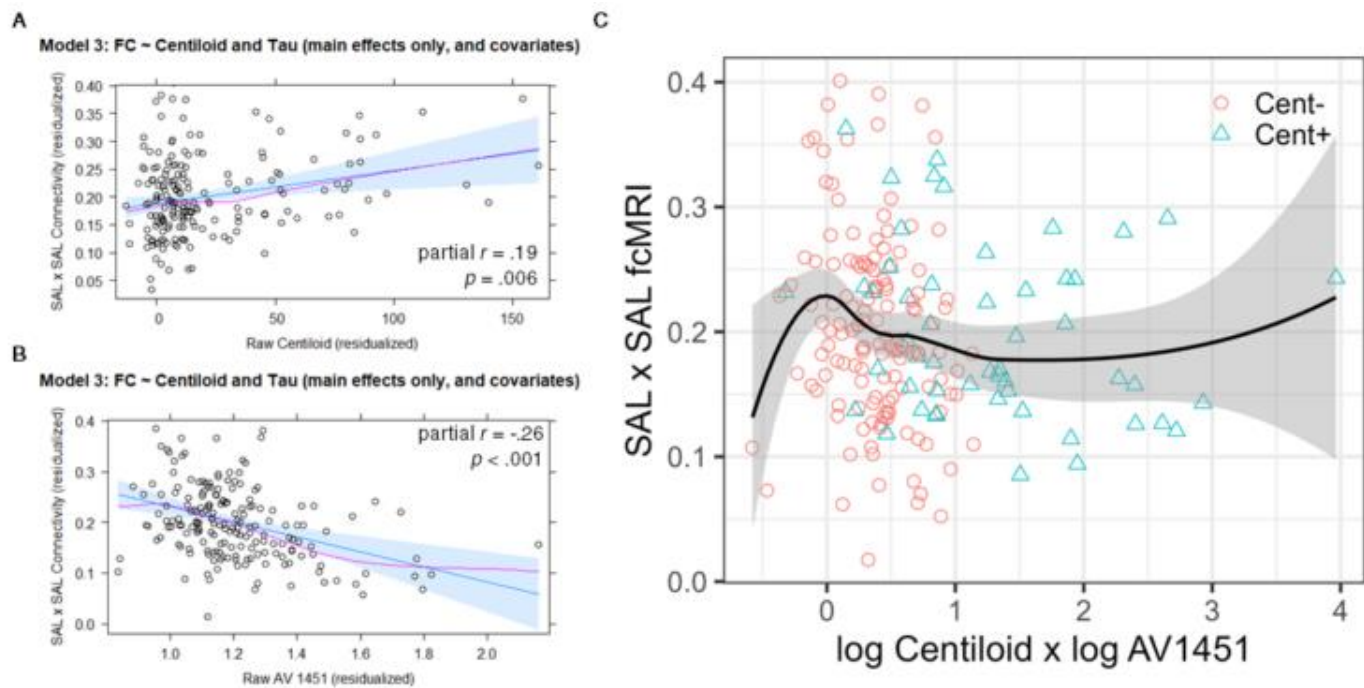 A
Model 3: FC ~ Centiloid and Tau (main effects only, and covariates)
SAL x SAL Connectivity (residualized)
0.40
0.35
0.30
0.25
0.20
0.15
0.10
0.05
partial r = .19
p = .006
0
50
100
150
Raw Centiloid (residualized)
B
Model 3: FC ~ Centiloid and Tau (main effects only, and covariates)
SAL x SAL Connectivity (residualized)
0.4
0.3
0.2
0.1
0.0
partial r = -.26
p < .001
1.0
1.2
1.4
1.6
1.8
2.0
Raw AV 1451 (residualized)
C
SAL x SAL fcMRI
0.4
0.3
0.2
0.1
0.0
Cent-
Cent+
0
1
2
3
4
log Centiloid x log AV1451